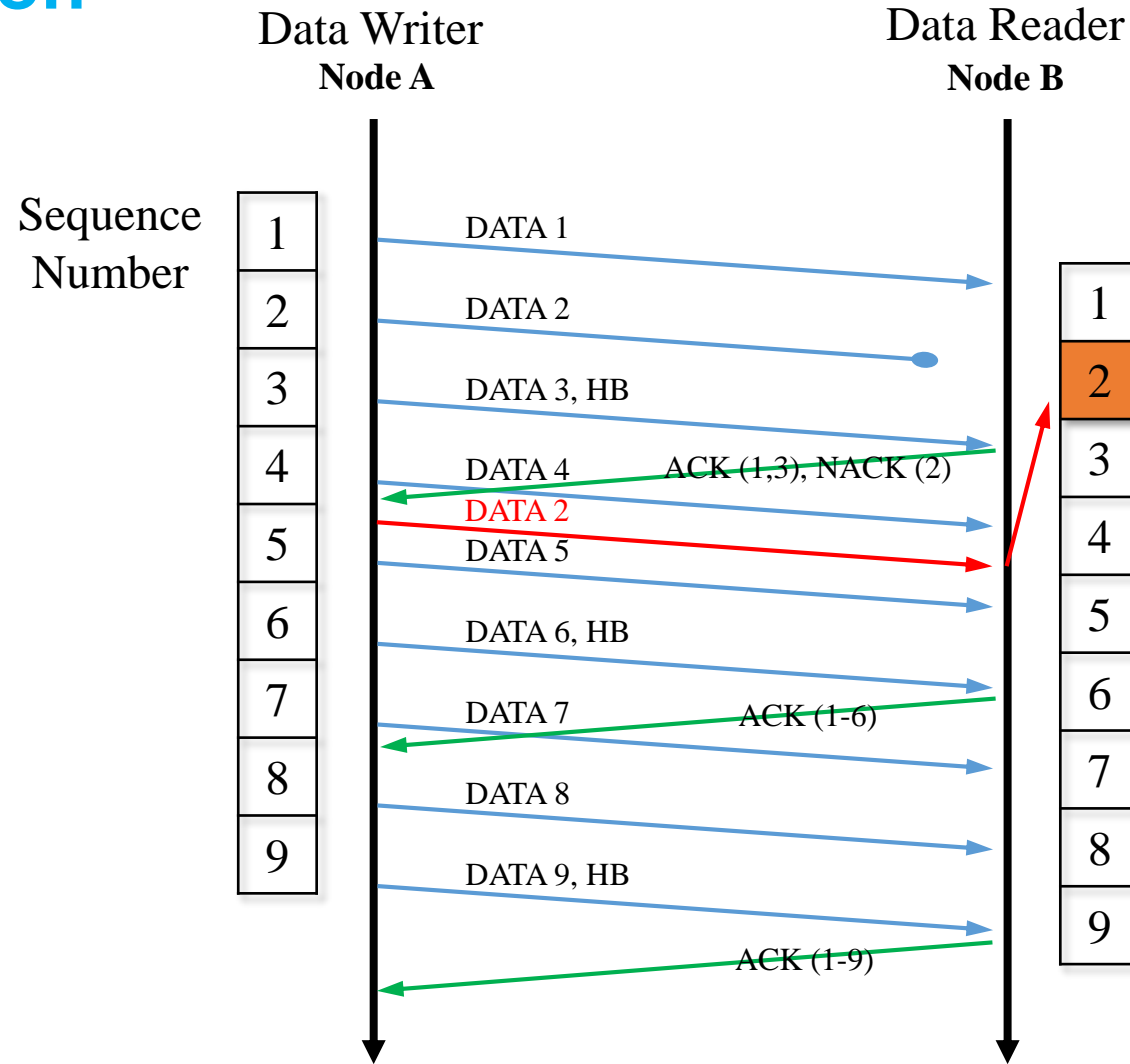 on
Data Writer
Node A
Data Reader
Node B
Sequence
Number
1
2
3
4
5
6
7
8
9
DATA 1
DATA 2
DATA 3, HB
ACK (1,3), NACK (2)
DATA 4
DATA 2
DATA 5
DATA 6, HB
ACK (1-6)
DATA 7
DATA 8
DATA 9, HB
ACK (1-9)
1
2
3
4
5
6
7
8
9